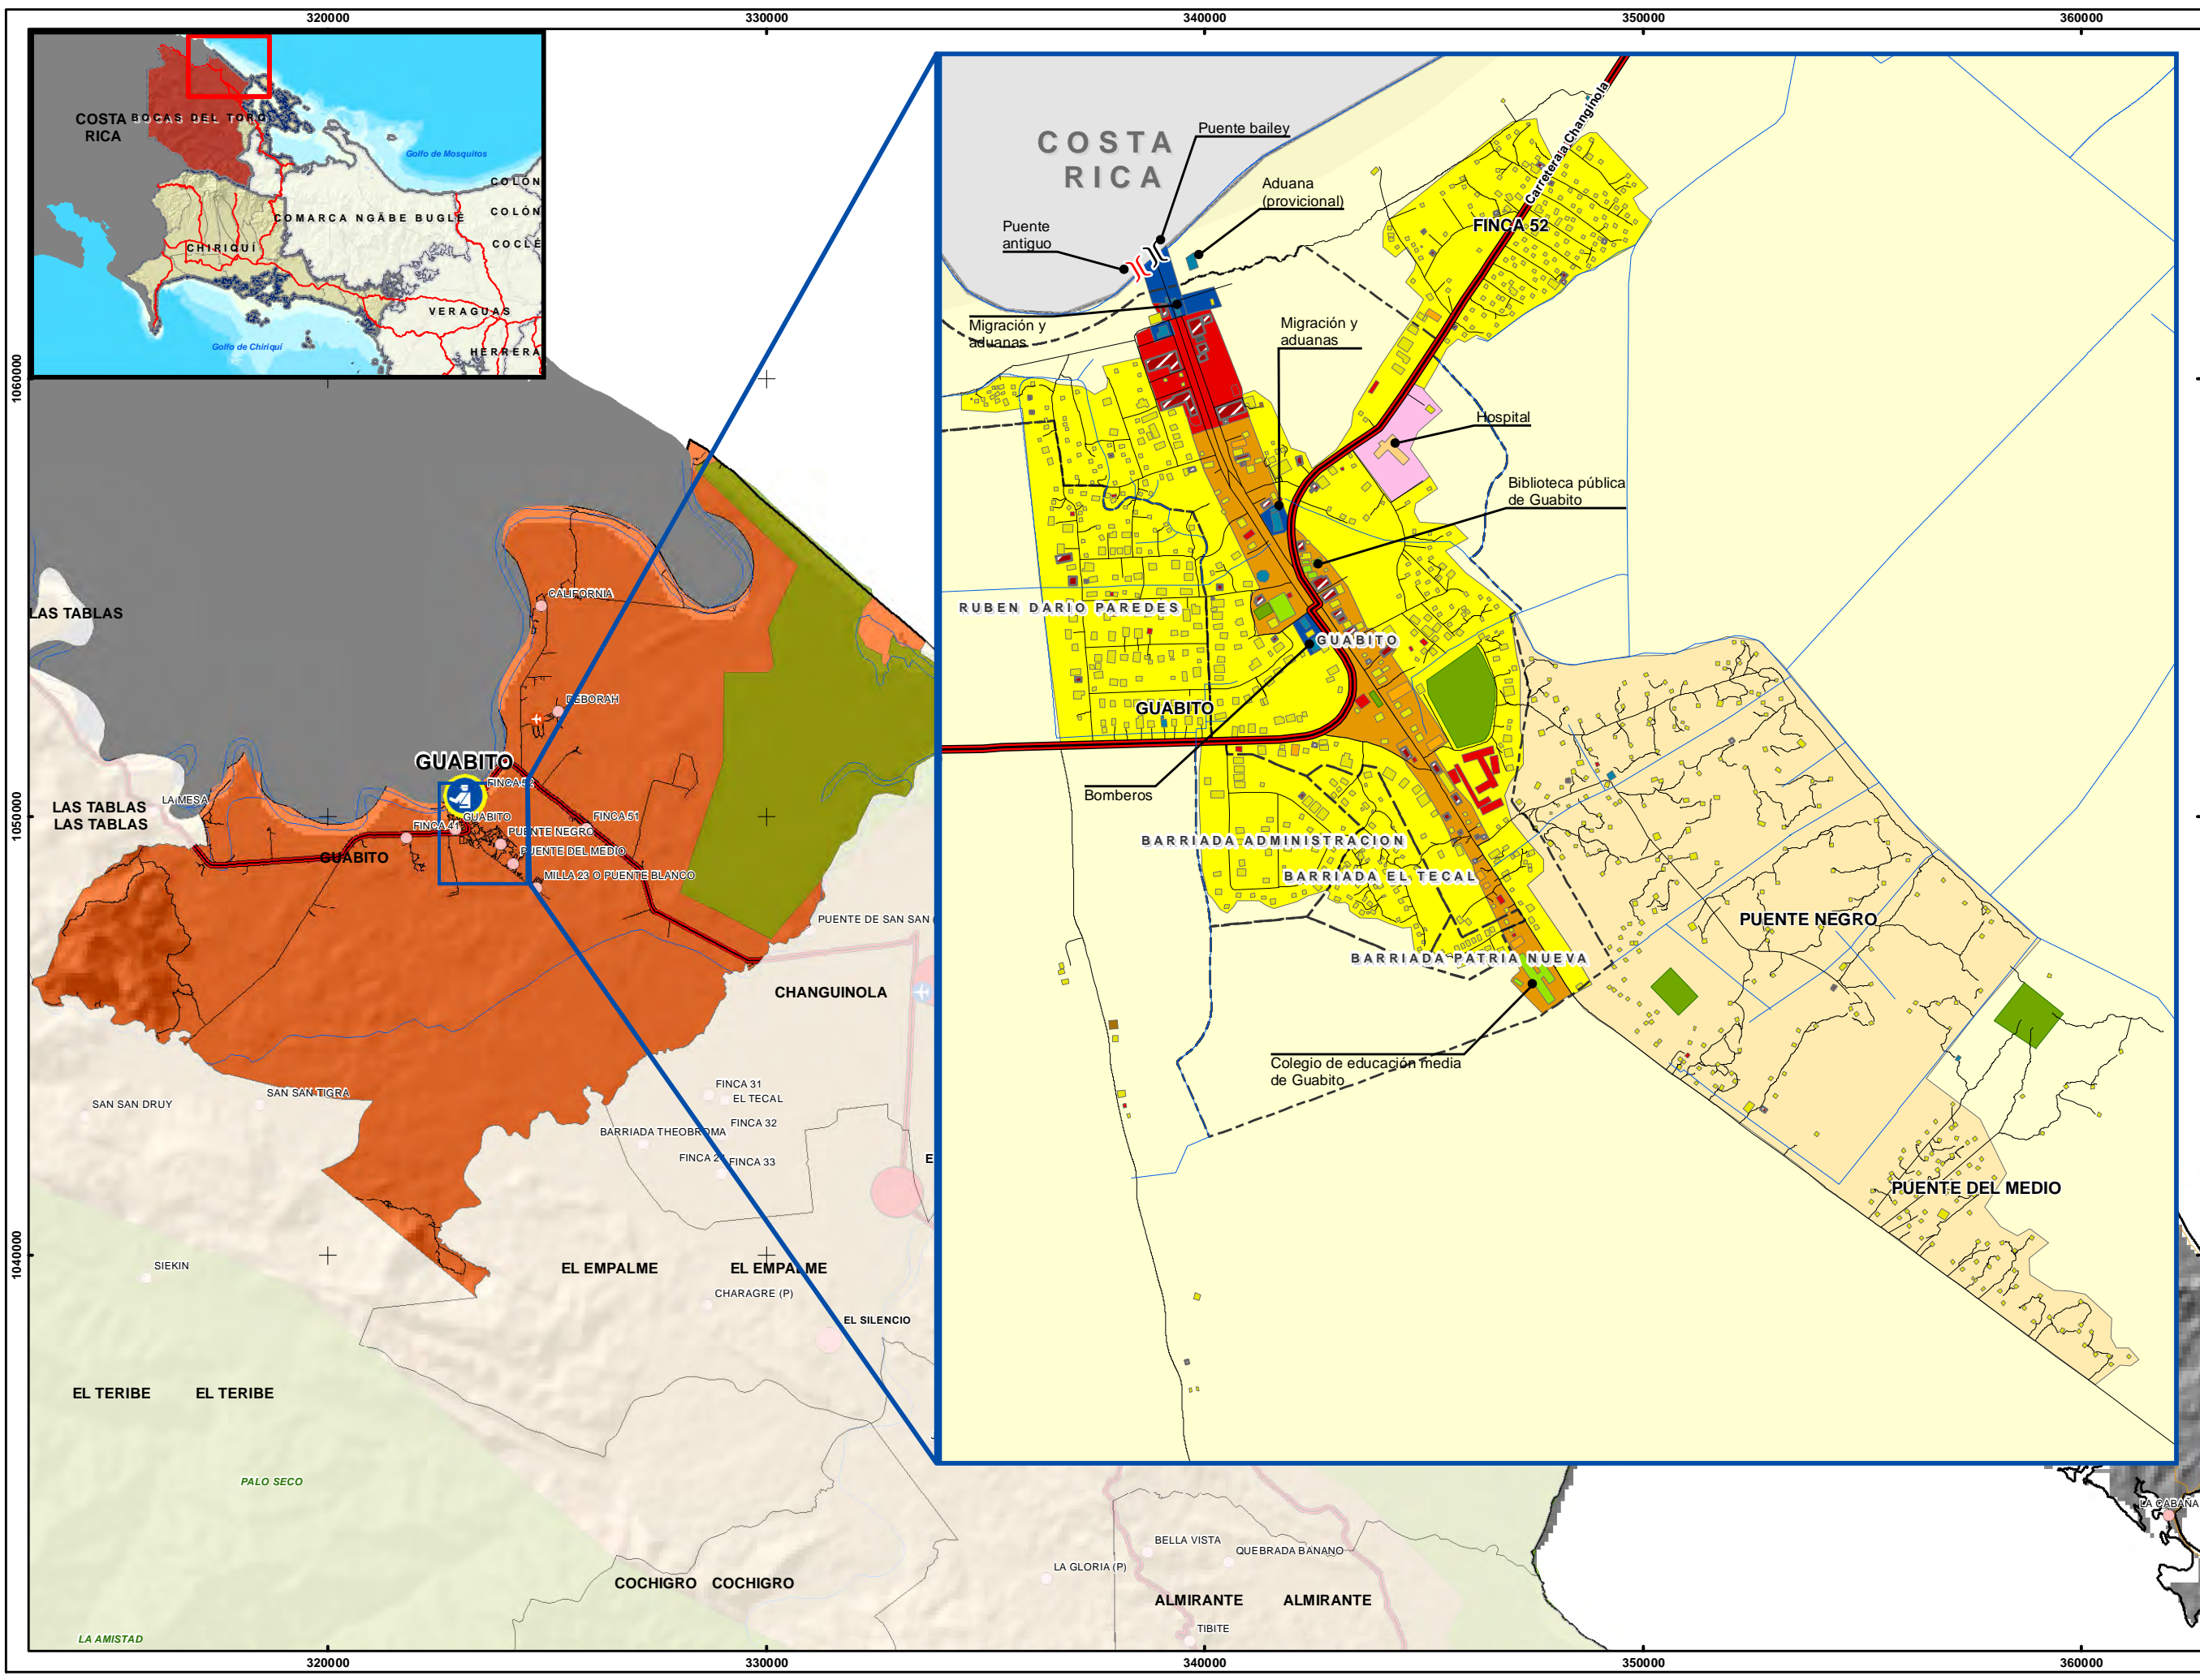 320000
330000
340000
350000
360000
1060000
1050000
1040000
COSTA
RICA
BOCAS DEL TORO
Golfo de Mosquitos
COLÓN
COLÓN
COCLÉ
COMARCA NGÄBE BUGLÉ
CHIRIQUÍ
VERAGUAS
HERRERA
Golfo de Chiriquí
COSTA
RICA
Puente bailey
Aduana
(provicional)
Puente
antiguo
Migración y
aduanas
Migración y
aduanas
Carretera a Changinola
FINCA 52
Hospital
Biblioteca pública
de Guabito
RUBEN DARIO PAREDES
GUABITO
GUABITO
Bomberos
BARRIADA ADMINISTRACION
BARRIADA EL TECAL
BARRIADA PATRIA NUEVA
Colegio de educación media
de Guabito
PUENTE NEGRO
PUENTE DEL MEDIO
LAS TABLAS
CALIFORNIA
DEBORAH
GUABITO
FINCA 52
LA MESA
LAS TABLAS
LAS TABLAS
FINCA 41
GUABITO
FINCA 51
PUENTE NEGRO
GUABITO
PUENTE DEL MEDIO
MILLA 23 O PUENTE BLANCO
PUENTE DE SAN SAN
CHANGUINOLA
SAN SAN DRUY
SAN SAN TIGRA
FINCA 31
EL TECAL
FINCA 32
BARRIADA THEOBROMA
FINCA 33
SIEKIN
EL EMPALME
EL EMPALME
CHARAGRE (P)
EL SILENCIO
EL TERIBE
EL TERIBE
PALO SECO
LA AMISTAD
COCHIGRO
COCHIGRO
BELLA VISTA
QUEBRADA BANANO
LA GLORIA (P)
ALMIRANTE
ALMIRANTE
TIBITE
LA CABAÑA
320000
330000
340000
350000
360000